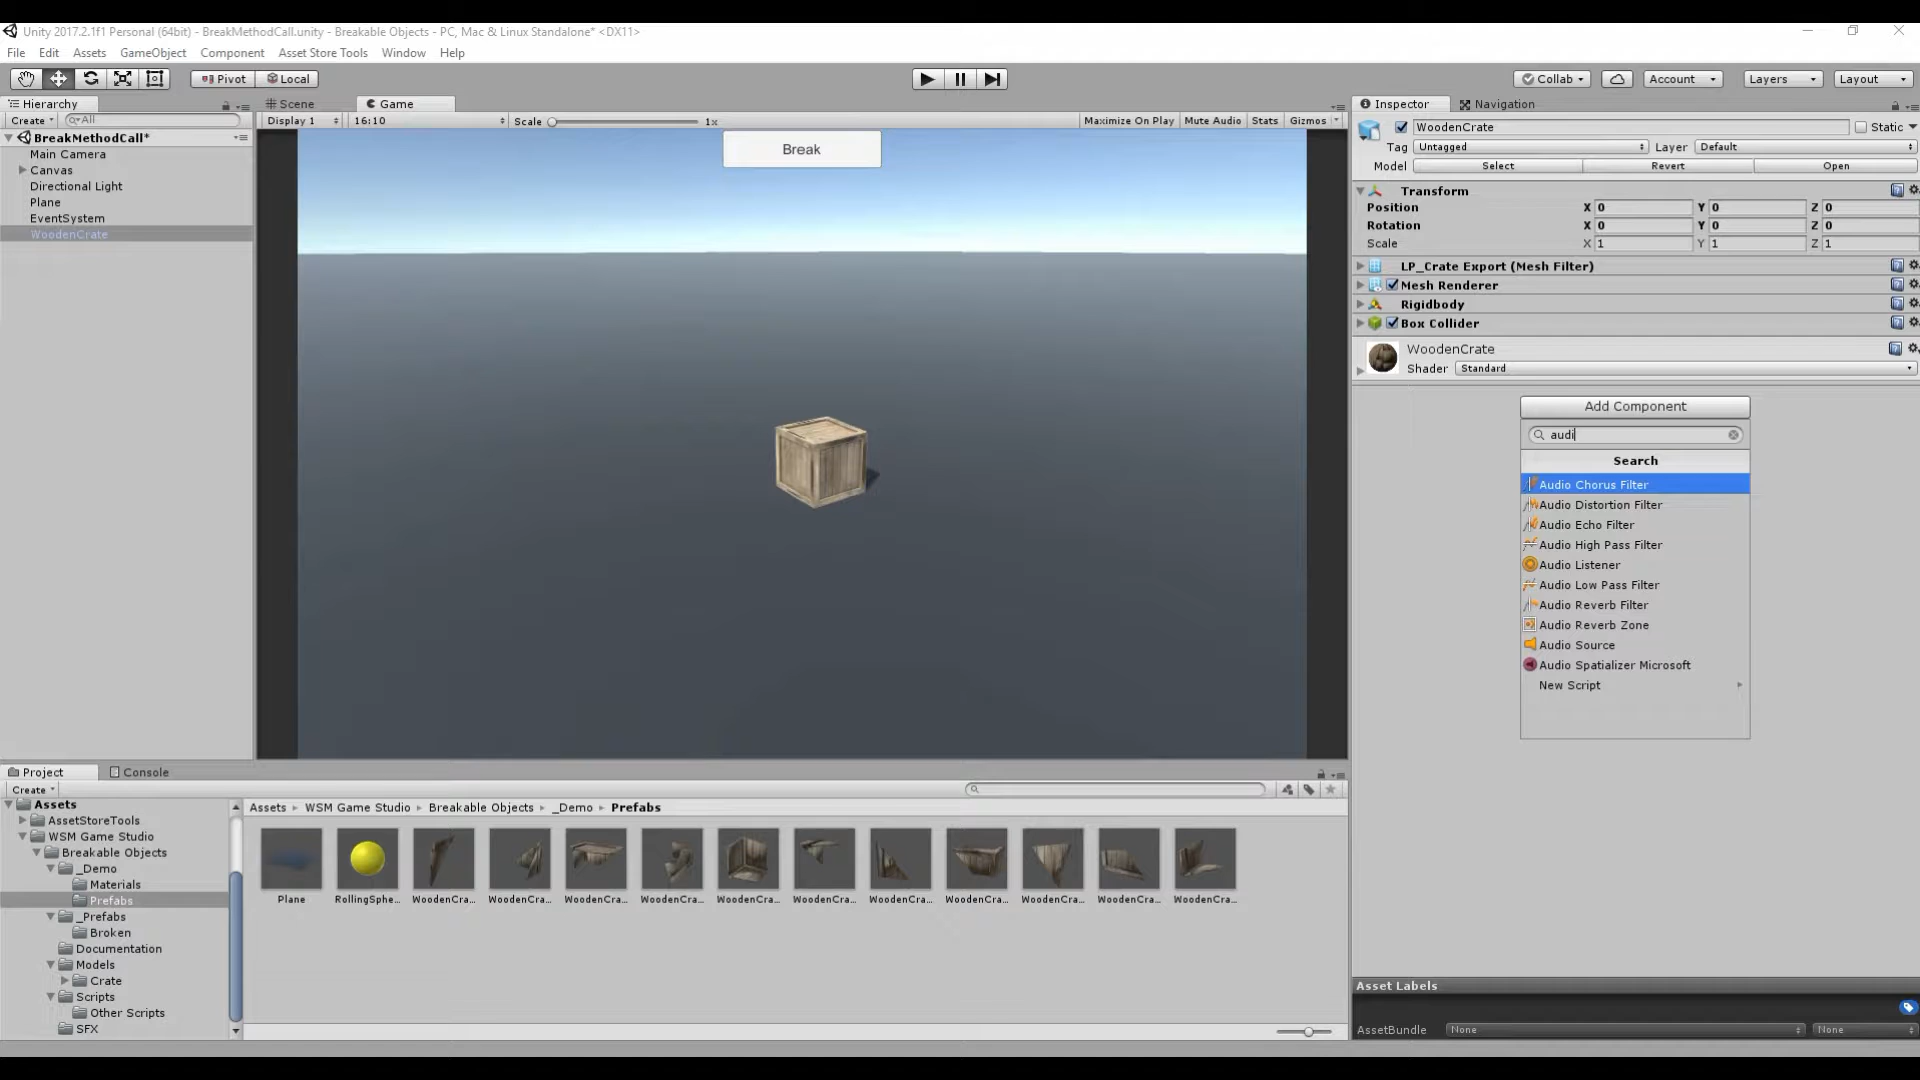 Unity 2017.2.1f1 Personal (64bit) - BreakMethodCall.unity - Breakable Objects - PC, Mac & Linux Standalone* <DX11>
File Edit Assets GameObject Component Asset Store Tools Window Help
Pivot Local Collab Account Layers Layout
Hierarchy
Create All
BreakMethodCall*
Main Camera
Canvas
Directional Light
Plane
EventSystem
WoodenCrate
Scene Game
Display 1 16:10 Scale 1x Maximize On Play Mute Audio Stats Gizmos
Break
Inspector Navigation
WoodenCrate Static
Tag Untagged Layer Default
Model Select Revert Open
Transform
Position X 0 Y 0 Z 0
Rotation X 0 Y 0 Z 0
Scale X 1 Y 1 Z 1
LP_Crate Export (Mesh Filter)
Mesh Renderer
Rigidbody
Box Collider
WoodenCrate
Shader Standard
Add Component
audi
Search
Audio Chorus Filter
Audio Distortion Filter
Audio Echo Filter
Audio High Pass Filter
Audio Listener
Audio Low Pass Filter
Audio Reverb Filter
Audio Reverb Zone
Audio Source
Audio Spatializer Microsoft
New Script
Project Console
Create
Assets
AssetStoreTools
WSM Game Studio
Breakable Objects
_Demo
Materials
Prefabs
_Prefabs
Broken
Documentation
Models
Crate
Scripts
Other Scripts
SFX
Assets WSM Game Studio Breakable Objects _Demo Prefabs
Plane RollingSphe... WoodenCra... WoodenCra... WoodenCra... WoodenCra... WoodenCra... WoodenCra... WoodenCra... WoodenCra... WoodenCra... WoodenCra... WoodenCra...
Asset Labels
AssetBundle None None